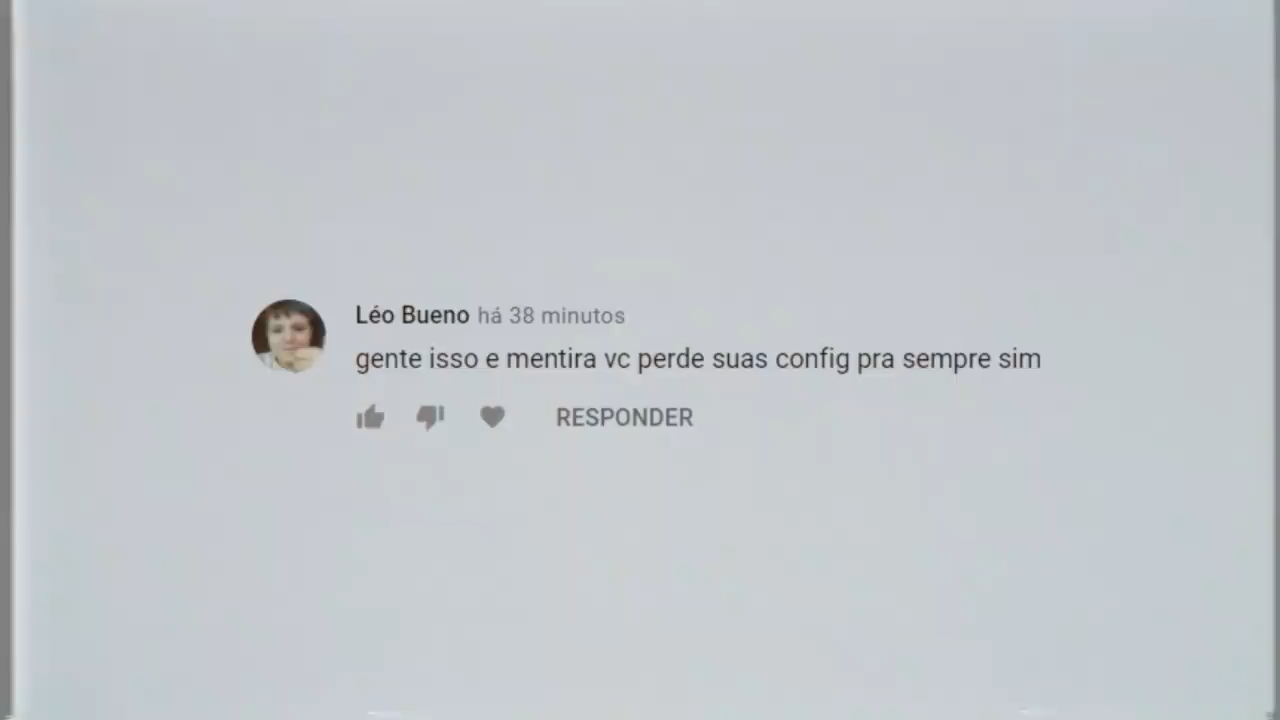 Léo Bueno há 38 minutos
gente isso e mentira vc perde suas config pra sempre sim
RESPONDER